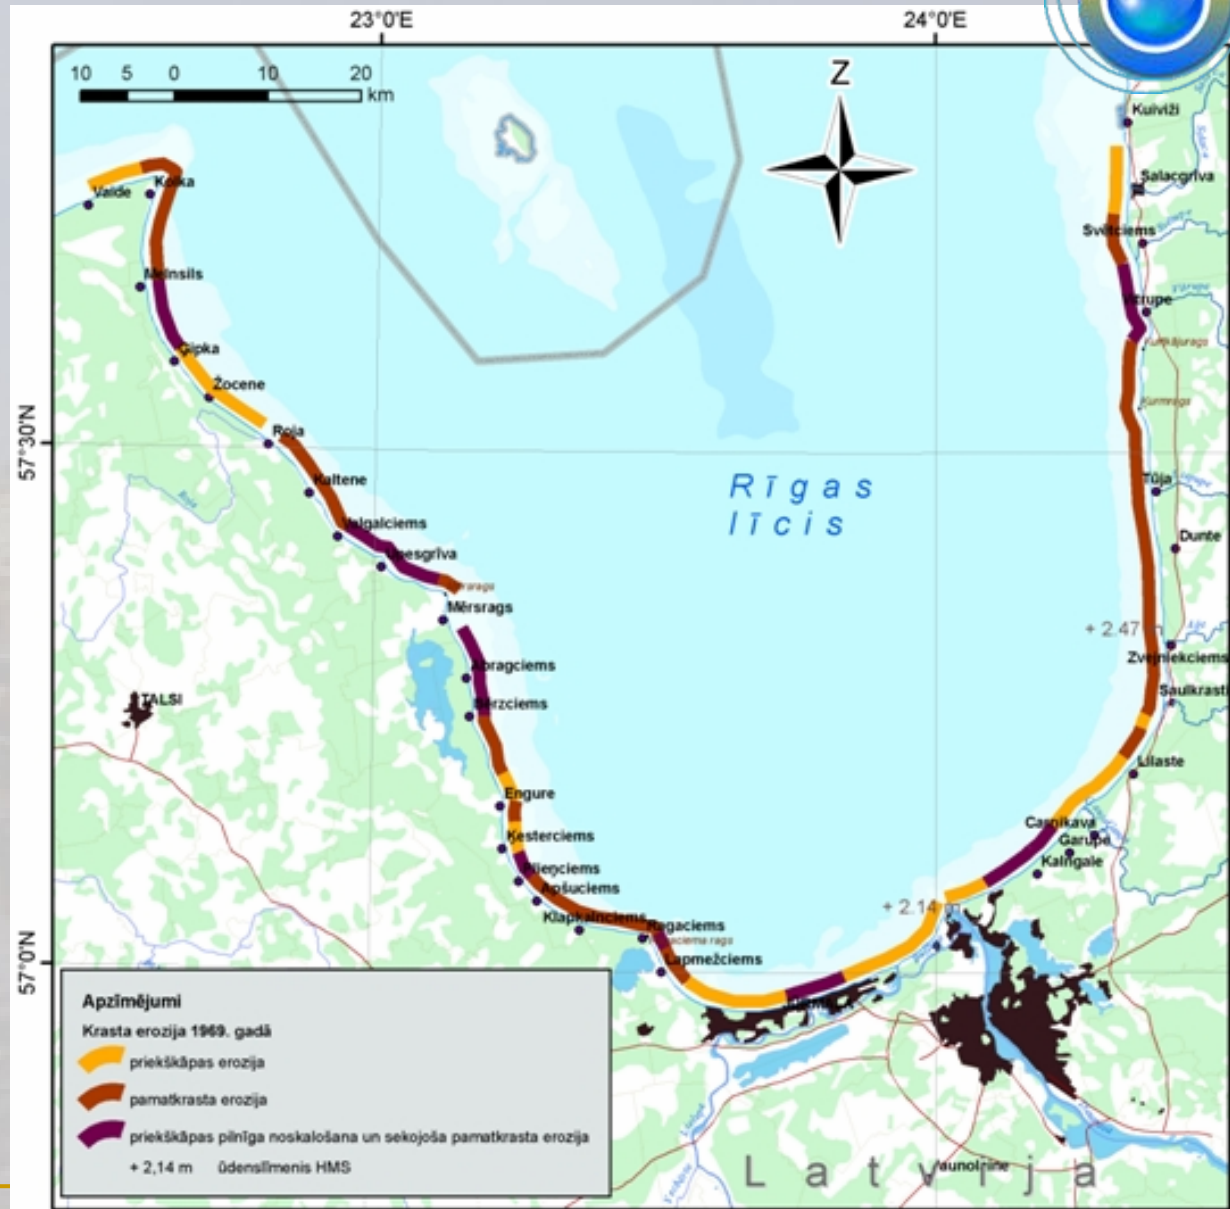 23°0'E
24°0'E
10 5 0 10 20
km
Z
Kuiviži
Salacgrīva
Svētciems
Vitrupe
Kurmrags
Tūja
Dunte
+ 2.47 m
Zvejniekciems
Saulkrasti
Lilaste
Carnikava
Garupe
Kalngale
+ 2.14 m
Vaide
Kolka
Melnsils
Ģipka
Žocene
Roja
Roja
Kaltene
Valgalciems
Upesgrīva
Mērsrags
Abragciems
Bērzciems
TALSI
Engure
Ķesterciems
Plieņciems
Apšuciems
Klapkalnciems
Ragaciems
Lapmežciems
57°30'N
57°0'N
Rīgas
līcis
Latvija
Apzīmējumi
Krasta erozija 1969. gadā
priekškāpas erozija
pamatkrasta erozija
priekškāpas pilnīga noskalošana un sekojoša pamatkrasta erozija
+ 2,14 m ūdenslīmenis HMS